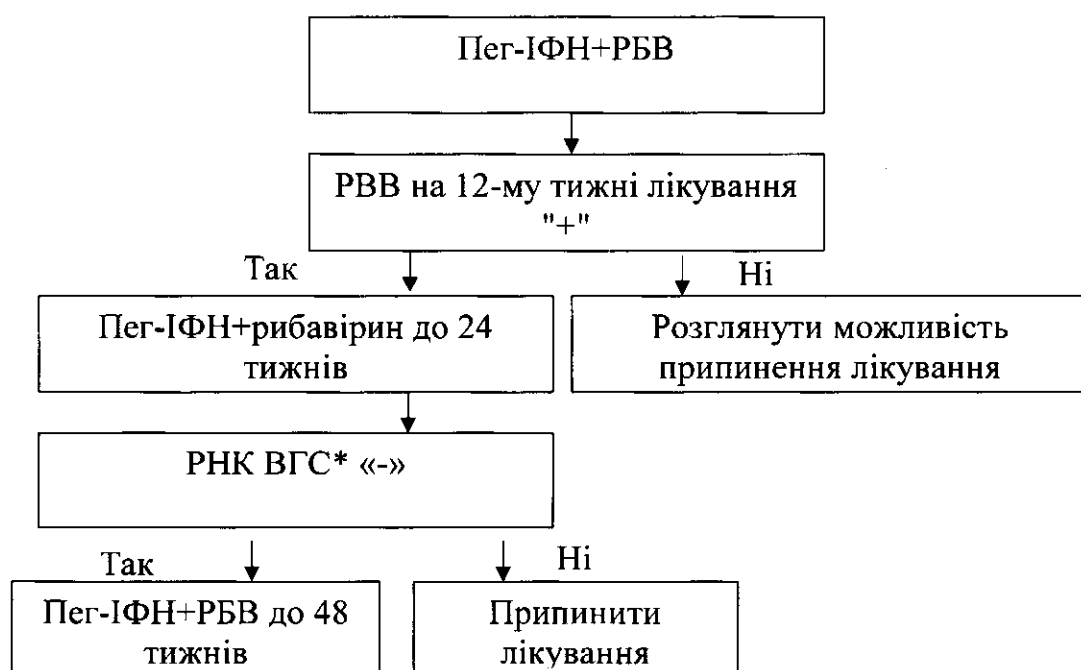 Пег-ІФН+РБВ
РВВ на 12-му тижні лікування
"+"
Так
Ні
Пег-ІФН+рибавірин до 24
тижнів
Розглянути можливість
припинення лікування
РНК ВГС* «-»
Так
Ні
Пег-ІФН+РБВ до 48
тижнів
Припинити
лікування